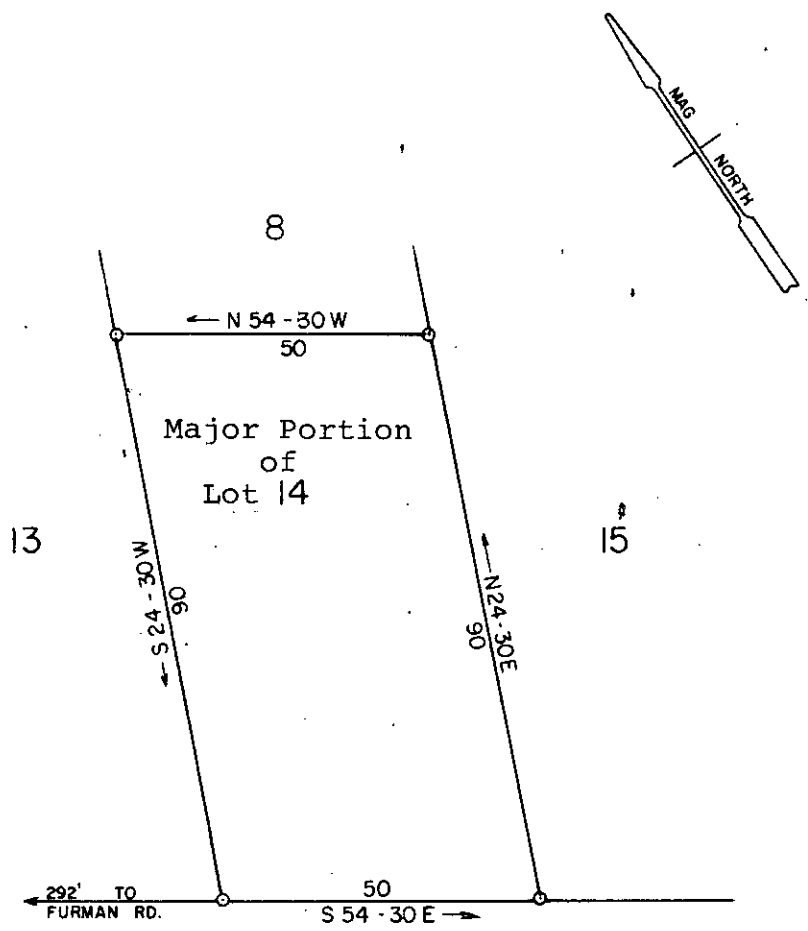 MAG
NORTH
8
N 54-30 W
50
Major Portion
of
Lot 14
13
15
S 24-30 W
90
N 24-30 E
90
292' TO
FURMAN RD.
50
S 54-30 E